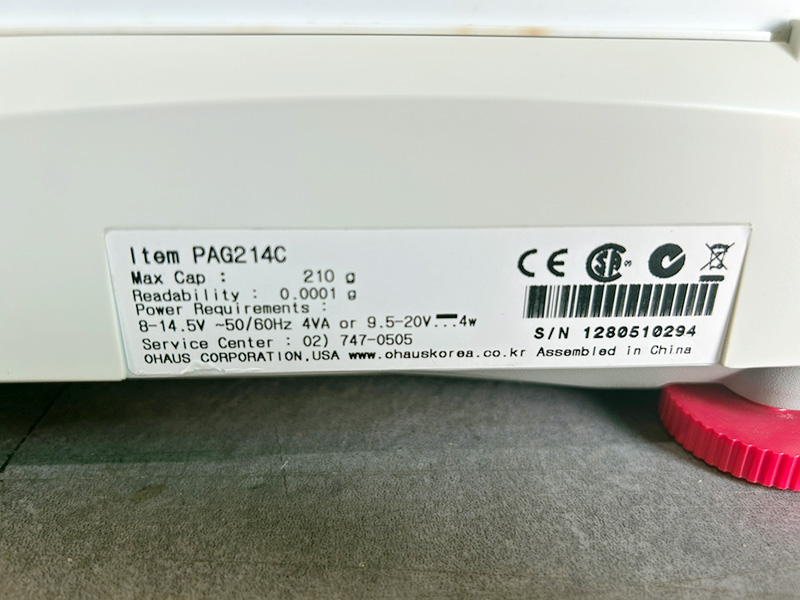 Item PAG214C
Max Cap : 210 g
Readability : 0.0001 g
Power Requirements :
8-14.5V ~50/60Hz 4VA or 9.5-20V⎓4w
Service Center : 02) 747-0505
OHAUS CORPORATION,USA www.ohauskorea.co.kr Assembled in China
CE
S/N 1280510294